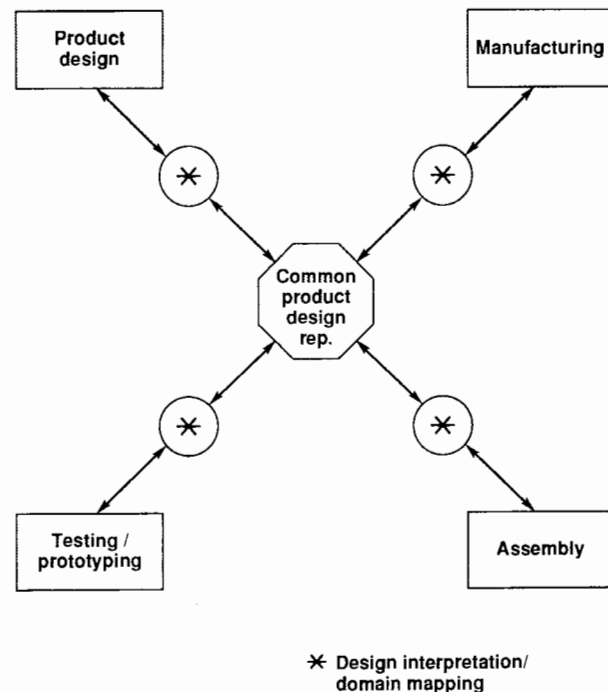 Product
design
Manufacturing
*
*
Common
product
design
rep.
*
*
Testing /
prototyping
Assembly
* Design interpretation/
domain mapping